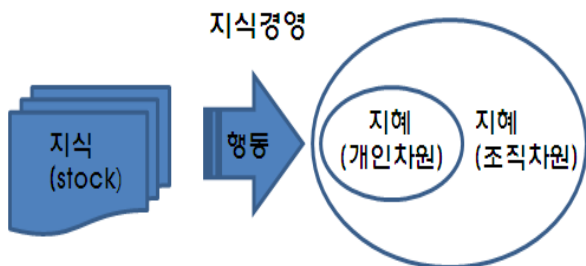 지식경영
지식
(stock)
행동
지혜
(개인차원)
지혜
(조직차원)